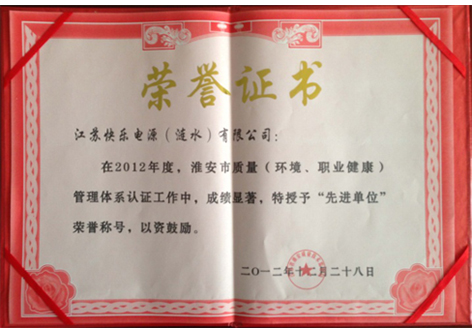 荣誉证书
江苏快乐电源（涟水）有限公司：
在2012年度，淮安市质量（环境、职业健康）
管理体系认证工作中，成绩显著，特授予“先进单位”
荣誉称号，以资鼓励。
二〇一二年十二月二十八日